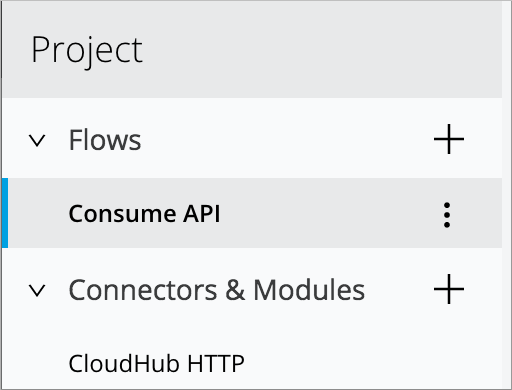 Project
Flows
Consume API
Connectors & Modules
CloudHub HTTP